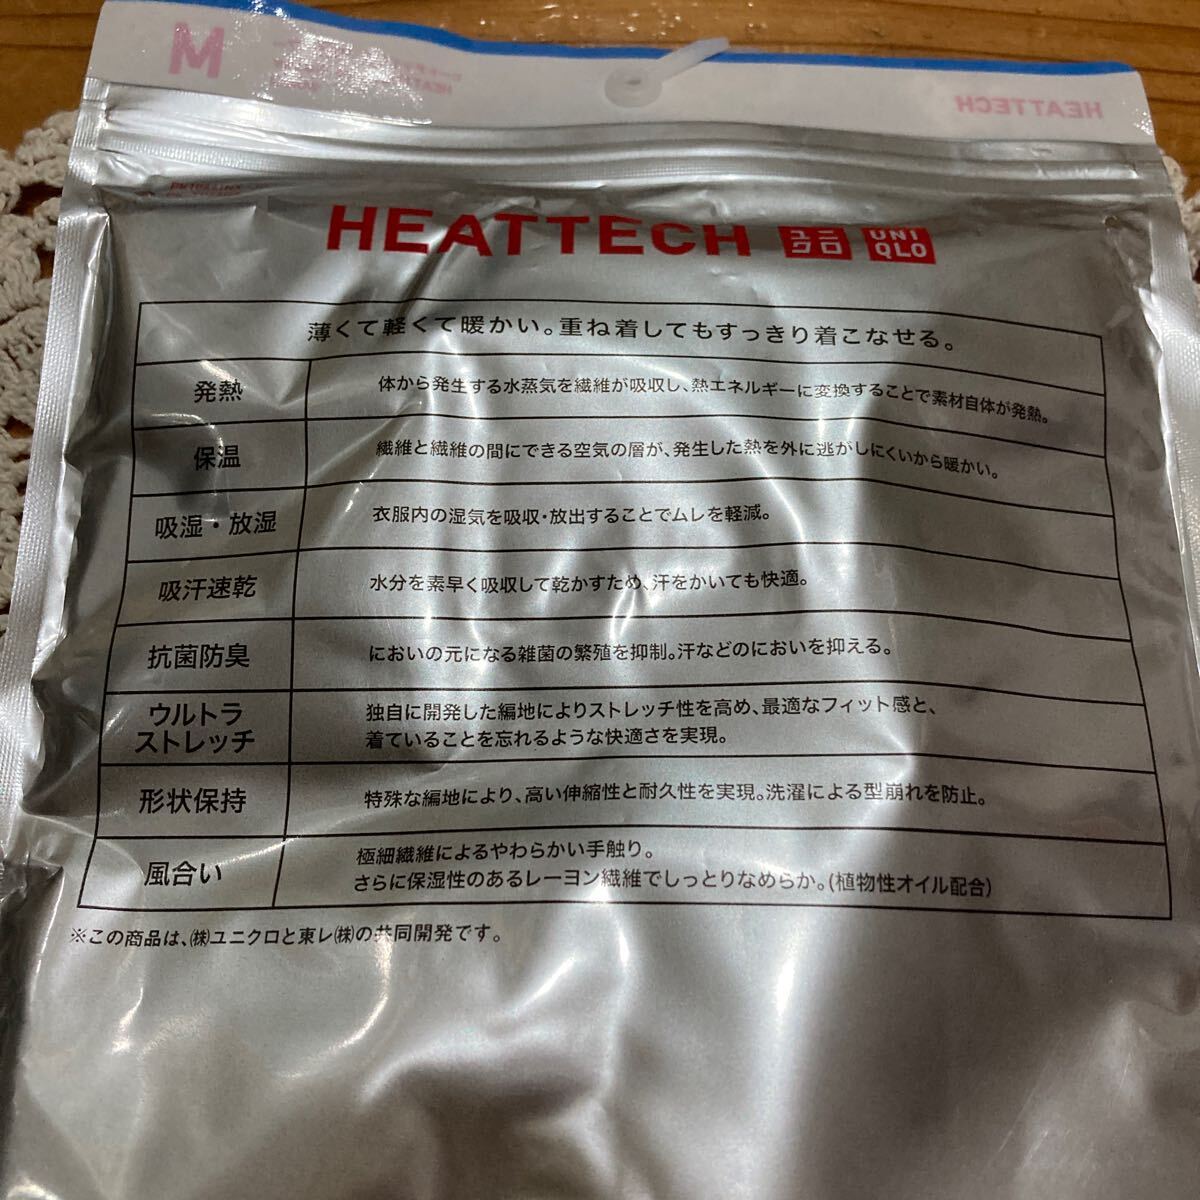 M
HEATTECH
HEATTECH ユニクロ UNIQLO
薄くて軽くて暖かい。重ね着してもすっきり着こなせる。
発熱 体から発生する水蒸気を繊維が吸収し、熱エネルギーに変換することで素材自体が発熱。
保温 繊維と繊維の間にできる空気の層が、発生した熱を外に逃がしにくいから暖かい。
吸湿・放湿 衣服内の湿気を吸収・放出することでムレを軽減。
吸汗速乾 水分を素早く吸収して乾かすため、汗をかいても快適。
抗菌防臭 においの元になる雑菌の繁殖を抑制。汗などのにおいを抑える。
ウルトラ
ストレッチ
独自に開発した編地によりストレッチ性を高め、最適なフィット感と、
着ていることを忘れるような快適さを実現。
形状保持 特殊な編地により、高い伸縮性と耐久性を実現。洗濯による型崩れを防止。
風合い
極細繊維によるやわらかい手触り。
さらに保湿性のあるレーヨン繊維でしっとりなめらか。(植物性オイル配合)
※この商品は、㈱ユニクロと東レ㈱の共同開発です。